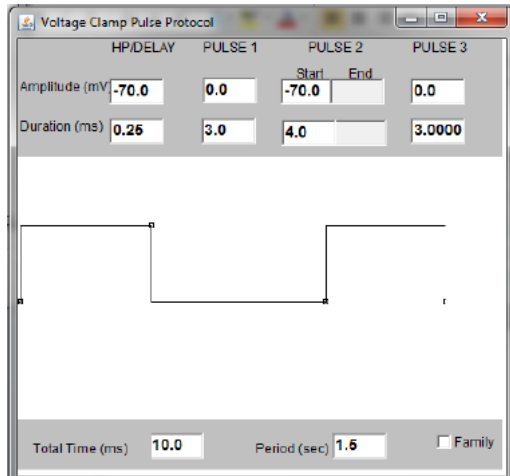 Voltage Clamp Pulse Protocol
HP/DELAY PULSE 1 PULSE 2 PULSE 3
Start End
Amplitude (mV) -70.0 0.0 -70.0 0.0
Duration (ms) 0.25 3.0 4.0 3.0000
Total Time (ms) 10.0 Period (sec) 1.5 Family